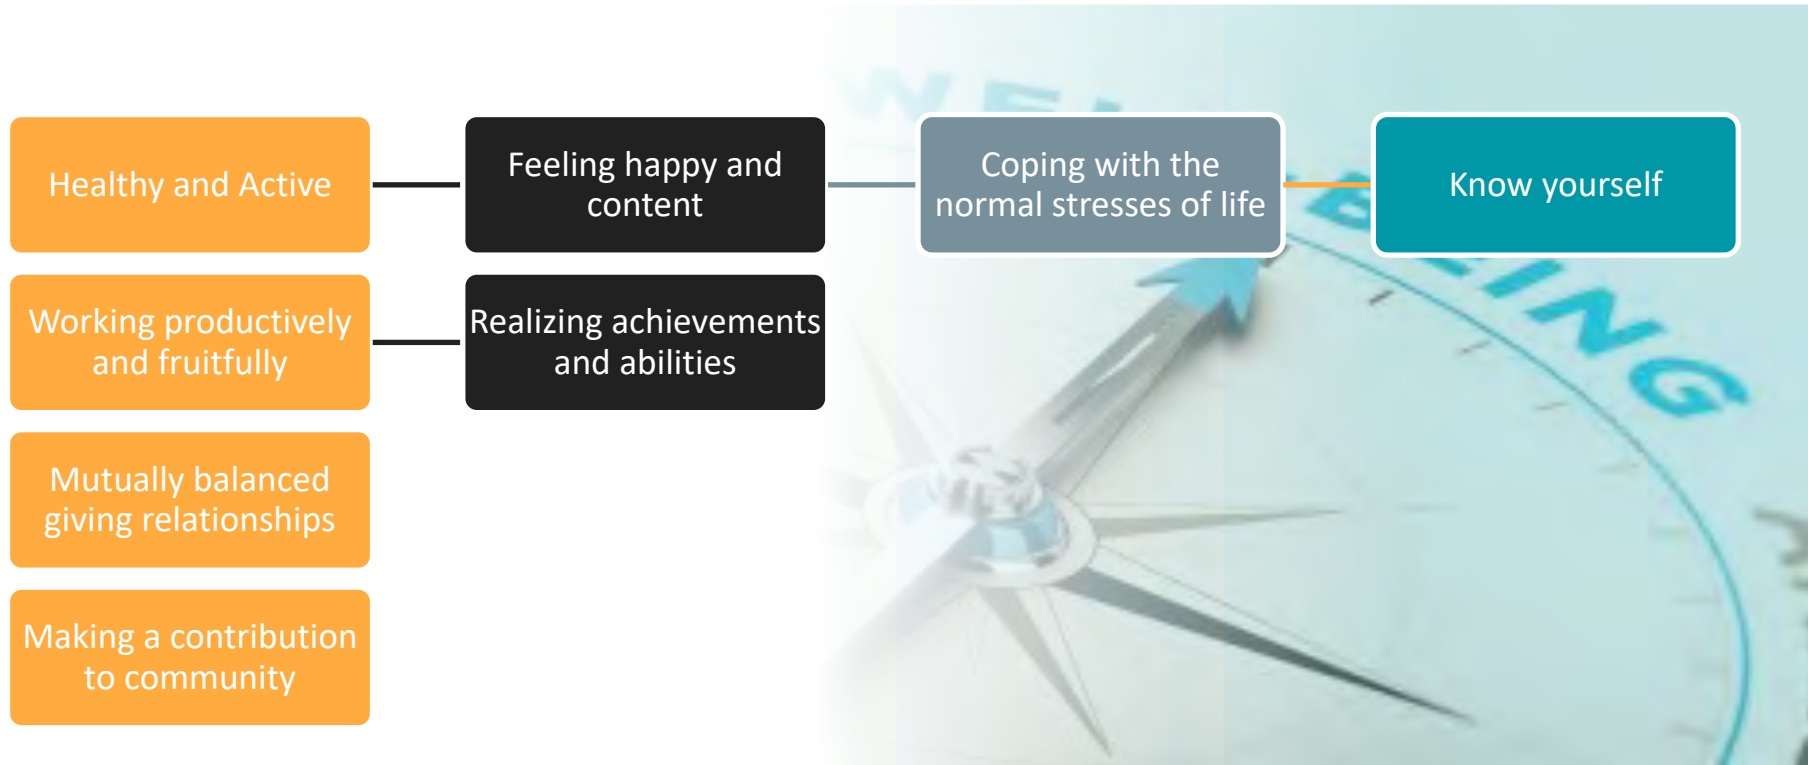 Healthy and Active
Feeling happy and
content
Coping with the
normal stresses of life
Know yourself
Working productively
and fruitfully
Realizing achievements
and abilities
Mutually balanced
giving relationships
Making a contribution
to community